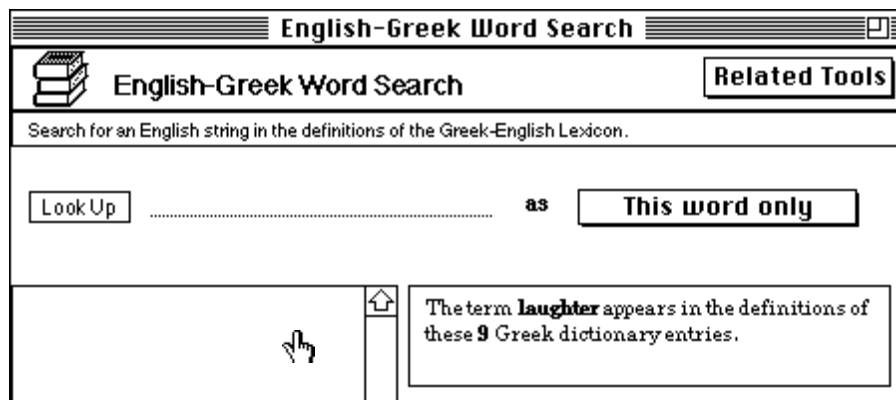 English-Greek Word Search
English-Greek Word Search
Related Tools
Search for an English string in the definitions of the Greek-English Lexicon.
Look Up
as
This word only
The term laughter appears in the definitions of
these 9 Greek dictionary entries.